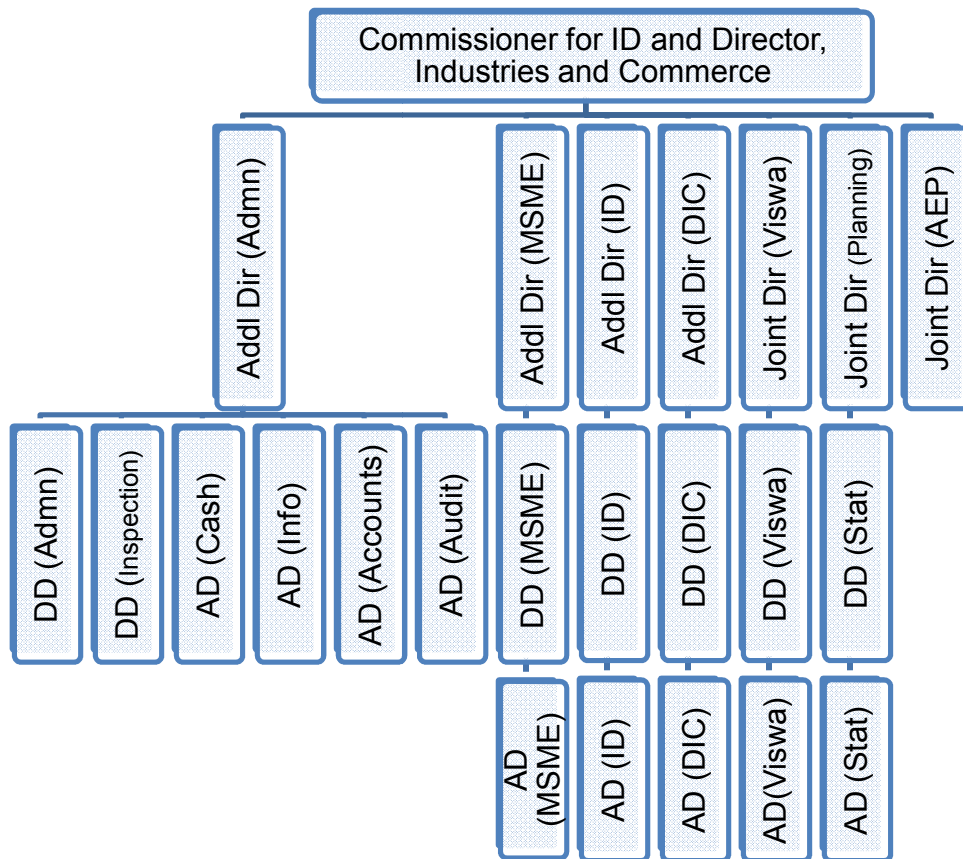 Commissioner for ID and Director,
Industries and Commerce
Addl Dir (Admn)
Addl Dir (MSME)
Addl Dir (ID)
Addl Dir (DIC)
Joint Dir (Viswa)
Joint Dir (Planning)
Joint Dir (AEP)
DD (Admn)
DD (Inspection)
AD (Cash)
AD (Info)
AD (Accounts)
AD (Audit)
DD (MSME)
DD (ID)
DD (DIC)
DD (Viswa)
DD (Stat)
AD
(MSME)
AD (ID)
AD (DIC)
AD(Viswa)
AD (Stat)